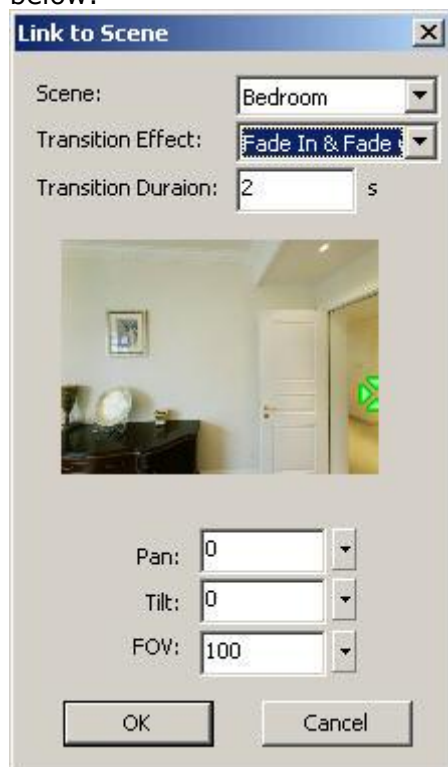 below:
Link to Scene
Scene: Bedroom
Transition Effect: Fade In & Fade
Transition Duraion: 2 s
Pan: 0
Tilt: 0
FOV: 100
OK Cancel